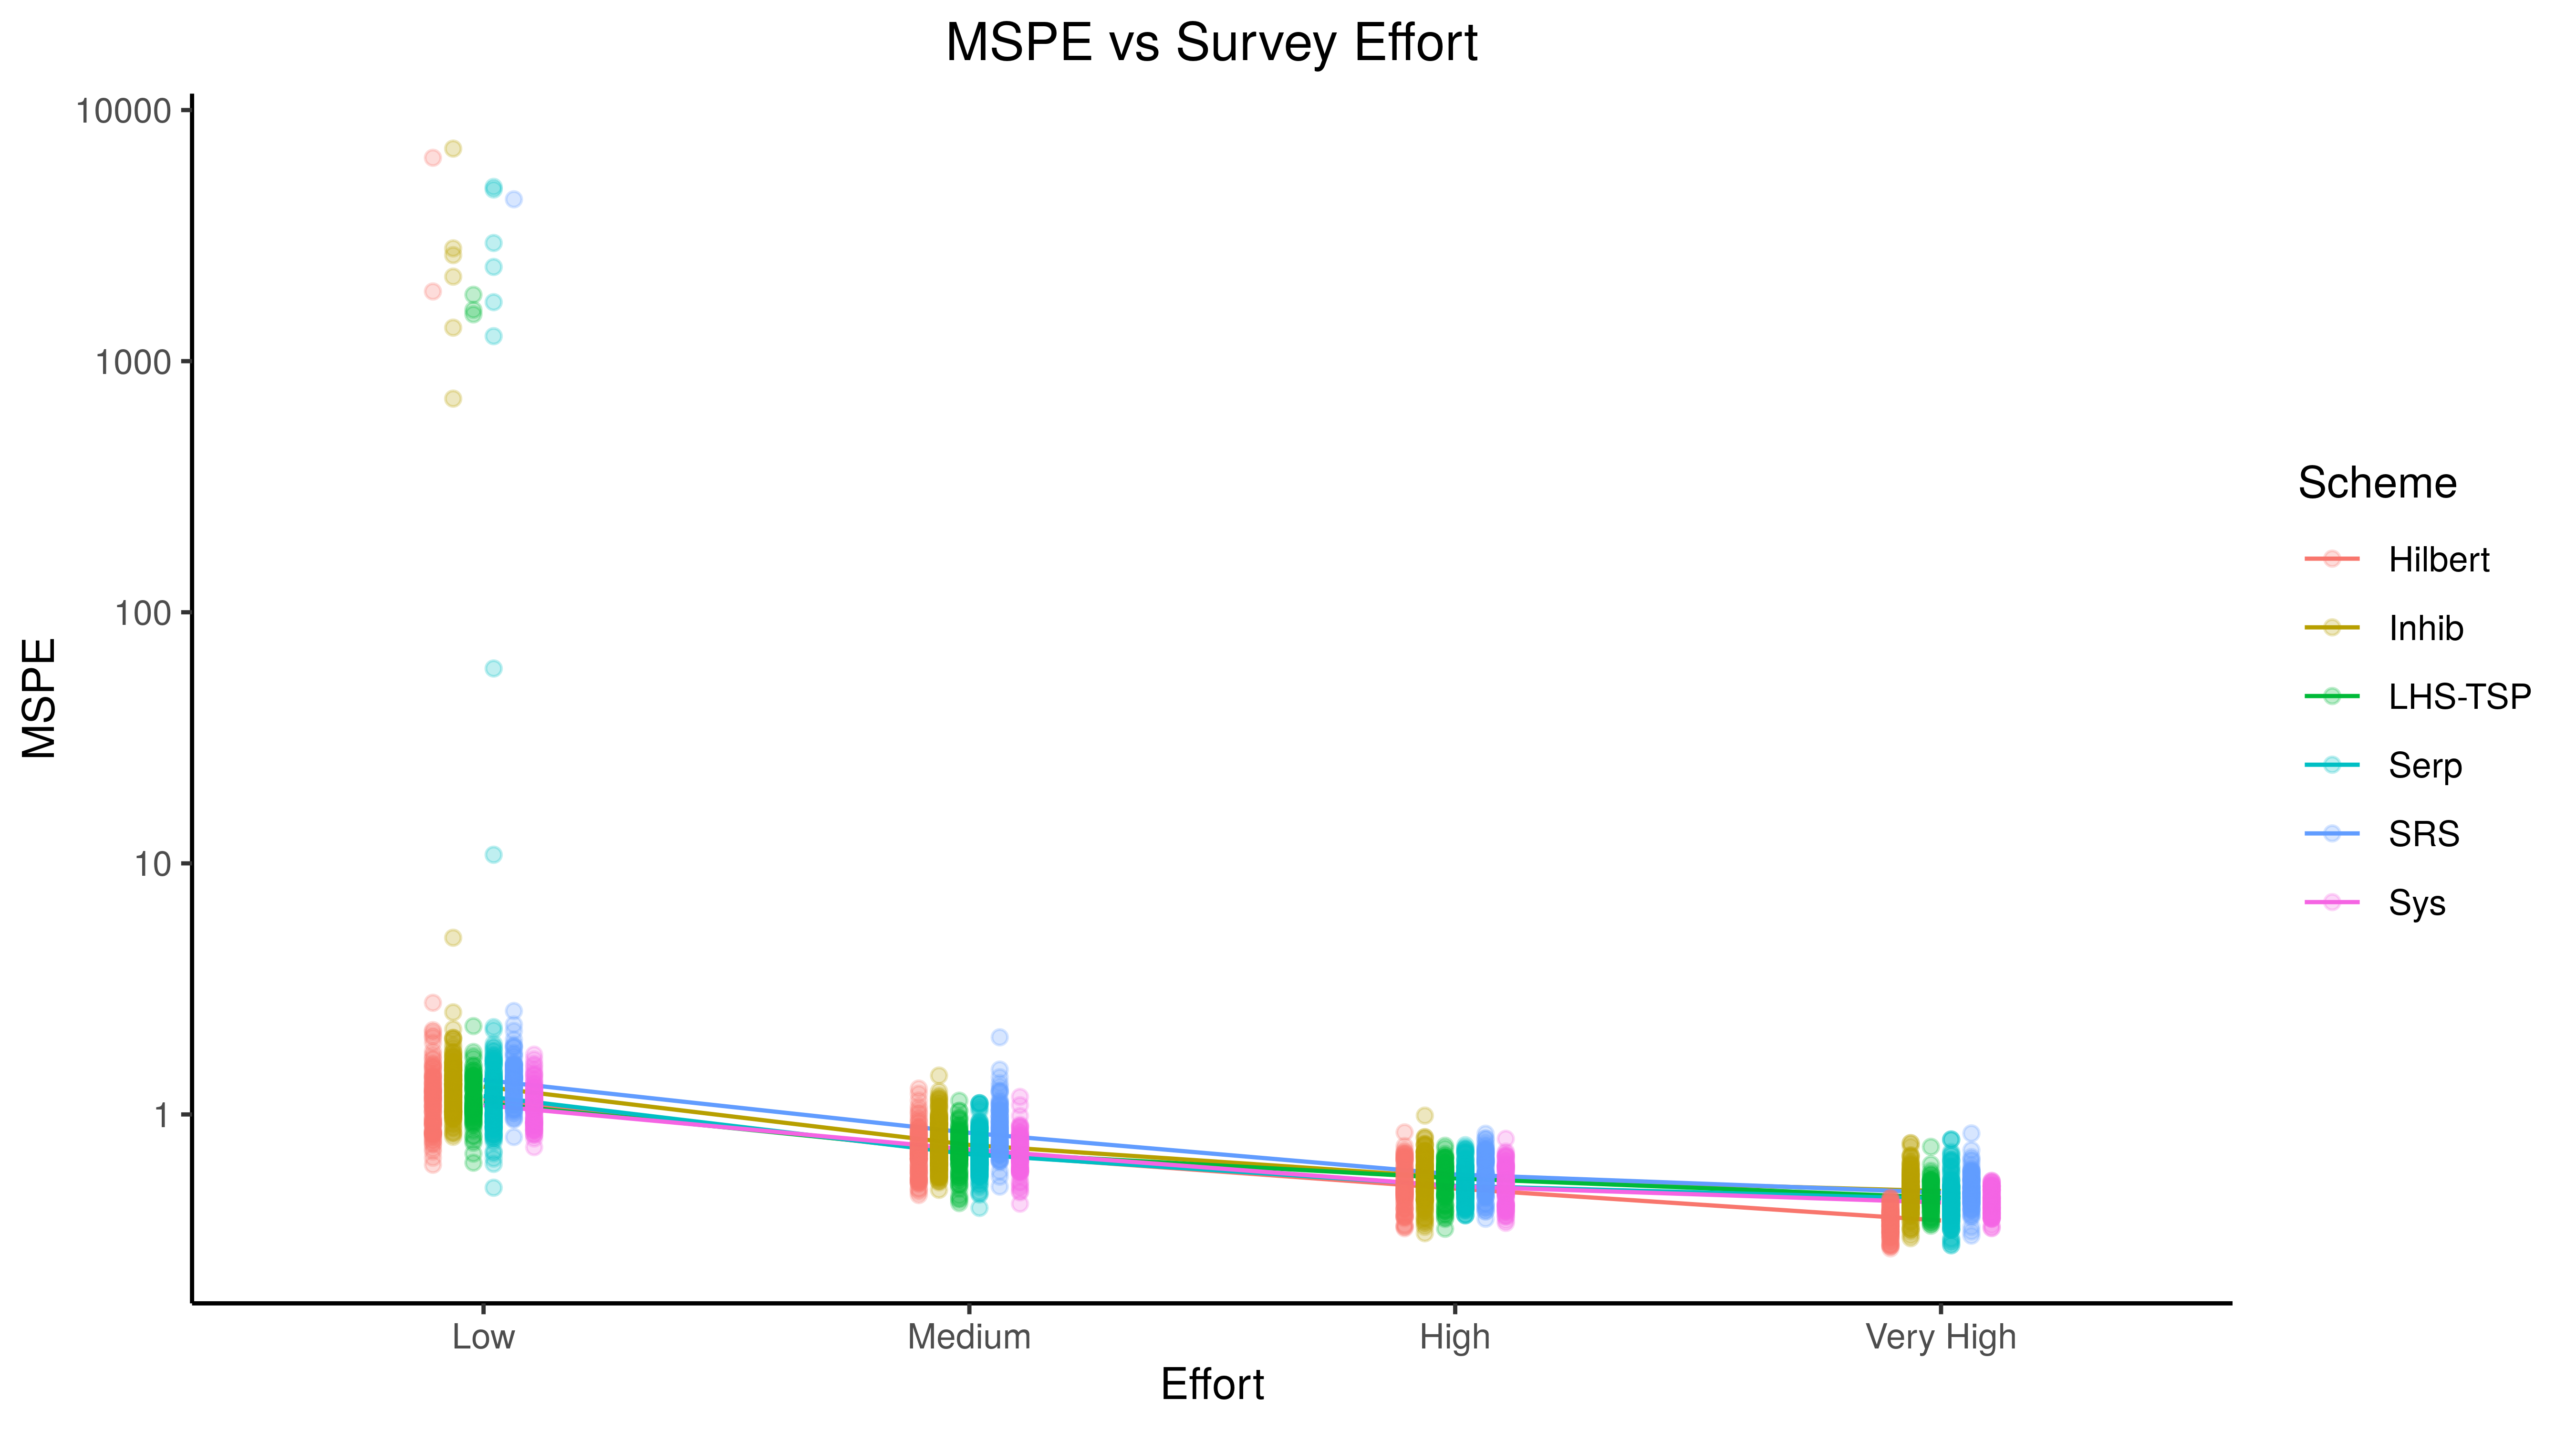 MSPE vs Survey Effort
10000
1000
100
10
1
MSPE
Low
Medium
High
Very High
Effort
Scheme
Hilbert
Inhib
LHS-TSP
Serp
SRS
Sys